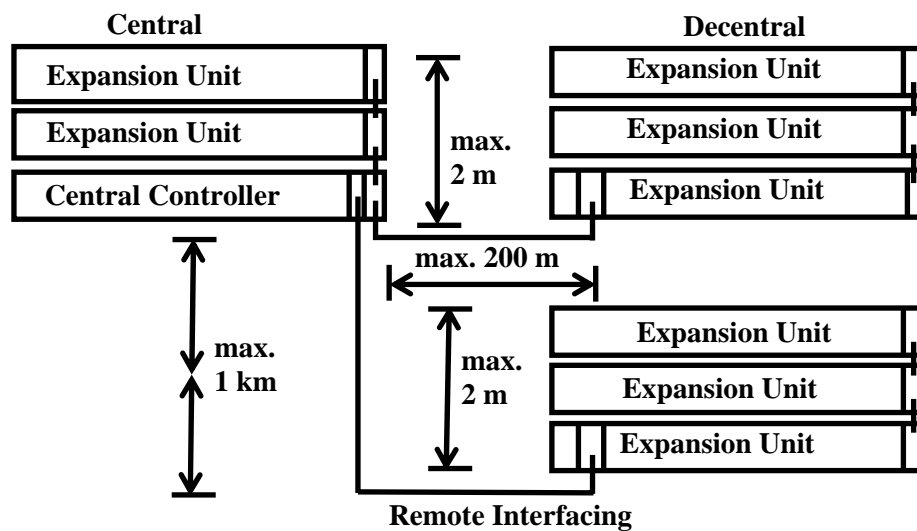 Central
Expansion Unit
Expansion Unit
Central Controller
max.
2 m
Decentral
Expansion Unit
Expansion Unit
Expansion Unit
max. 200 m
max.
1 km
max.
2 m
Expansion Unit
Expansion Unit
Expansion Unit
Remote Interfacing